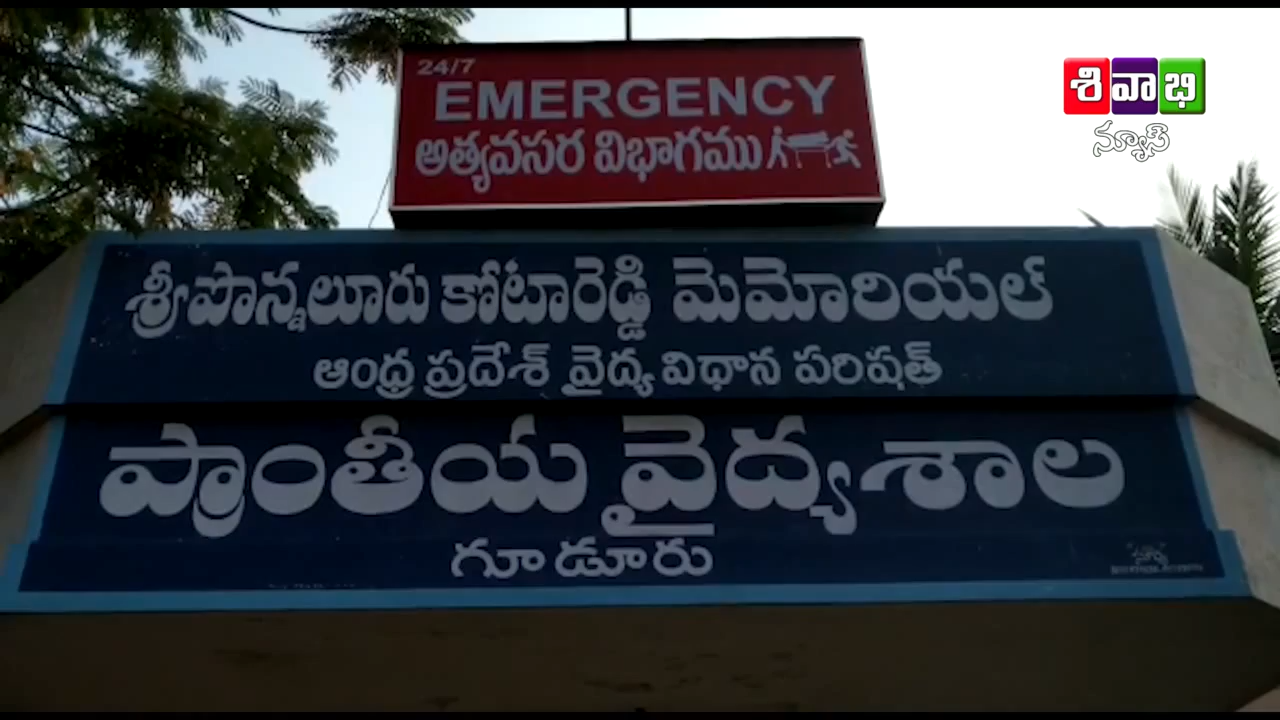 24/7
EMERGENCY
అత్యవసర విభాగము
శివాభి
న్యూస్
శ్రీ పొన్నలూరు కోటారెడ్డి మెమోరియల్
ఆంధ్ర ప్రదేశ్ వైద్య విధాన పరిషత్
ప్రాంతీయ వైద్యశాల
గూడూరు